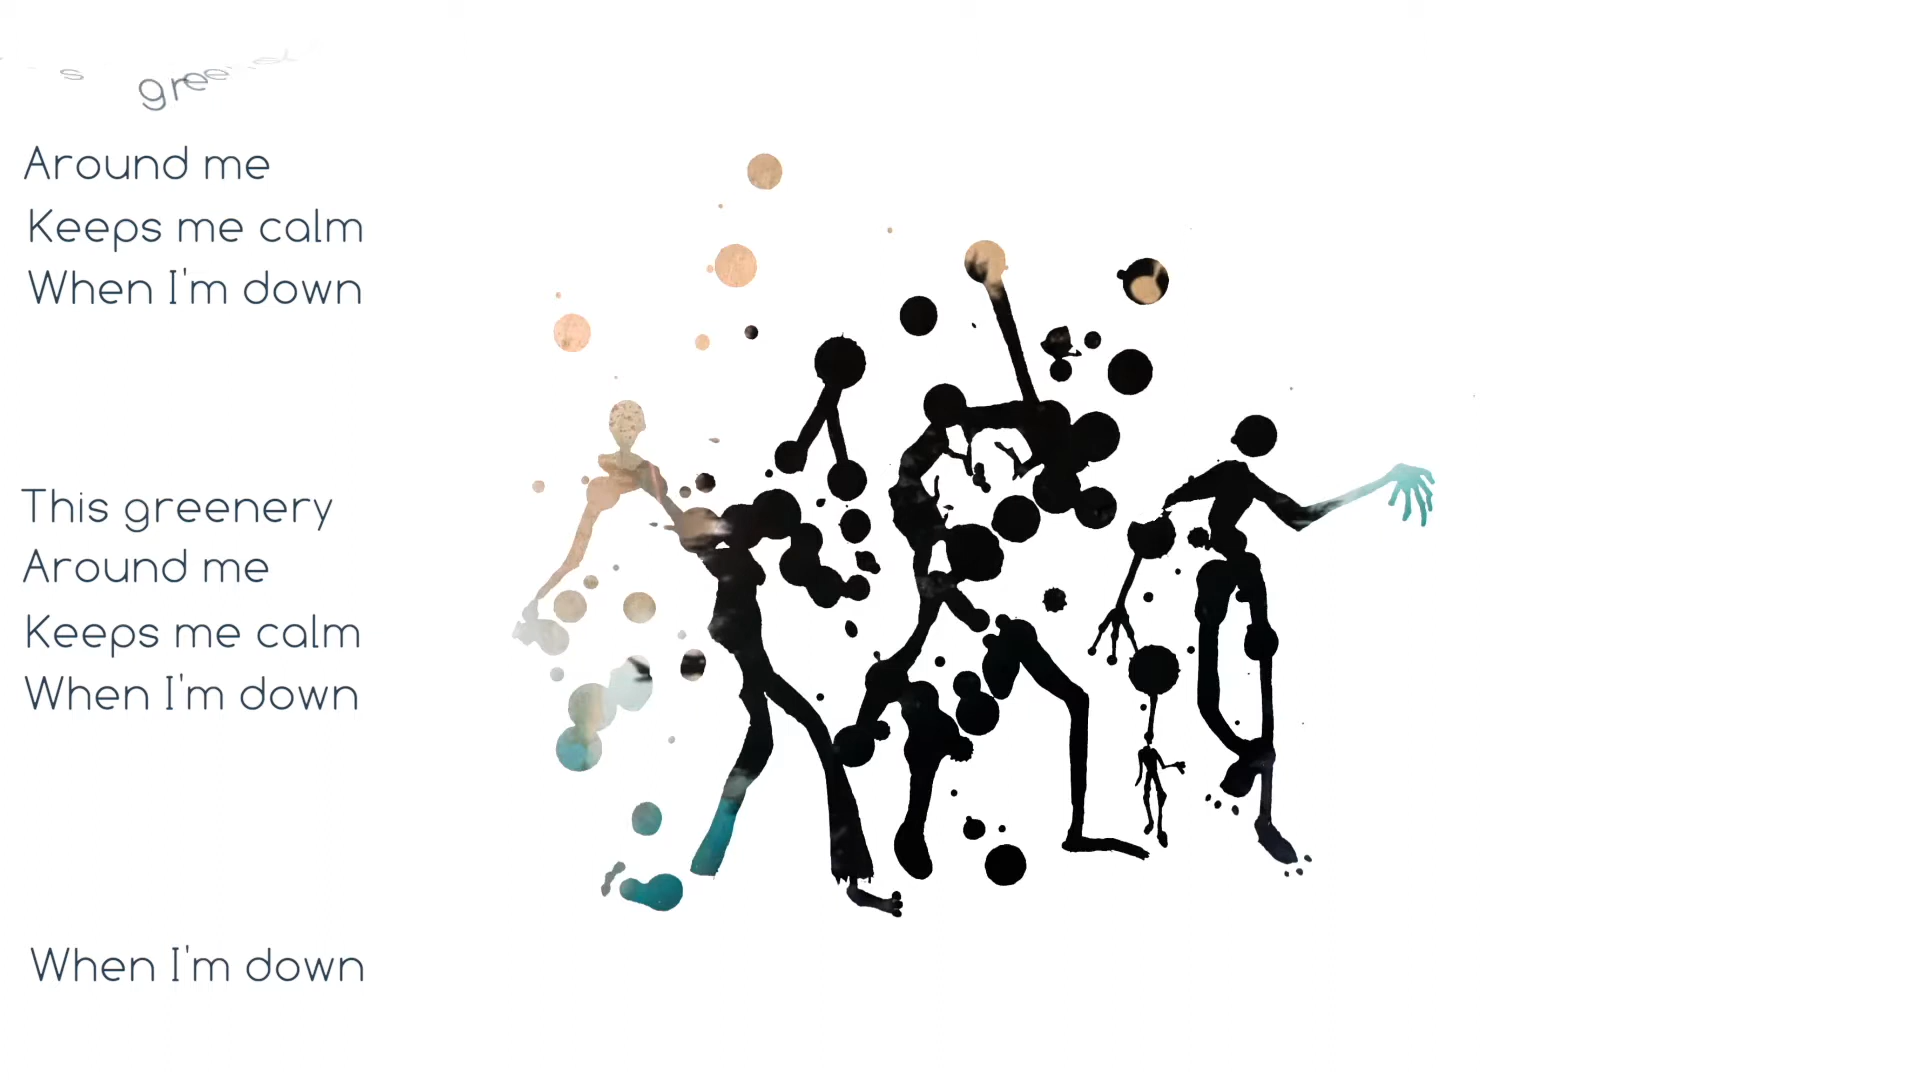 Around me
Keeps me calm
When I'm down
This greenery
Around me
Keeps me calm
When I'm down
When I'm down